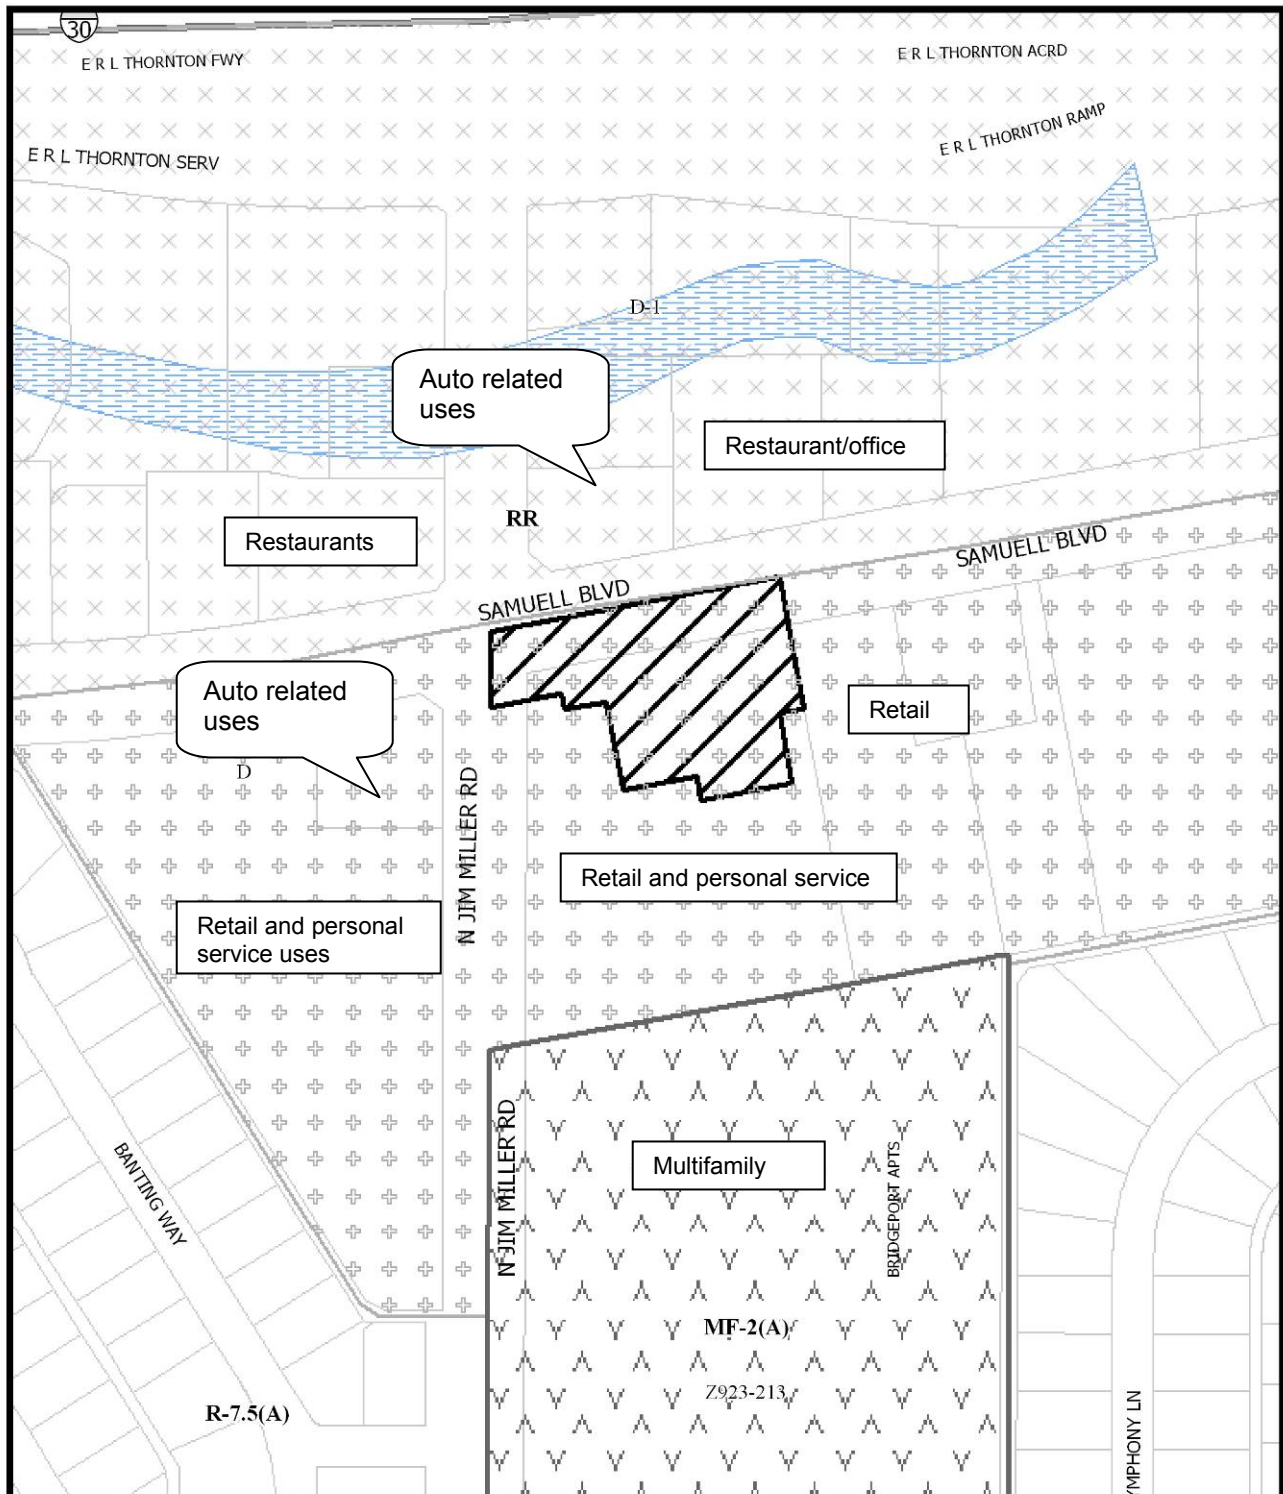 30
E R L THORNTON FWY
E R L THORNTON ACRD
E R L THORNTON RAMP
E R L THORNTON SERV
D-1
Auto related
uses
Restaurant/office
RR
Restaurants
SAMUELL BLVD
SAMUELL BLVD
Auto related
uses
Retail
D
N JIM MILLER RD
Retail and personal service
Retail and personal
service uses
N JIM MILLER RD
Multifamily
BRIDGEPORT APTS
BANTING WAY
MF-2(A)
Z923-213
R-7.5(A)
YMPHONY LN